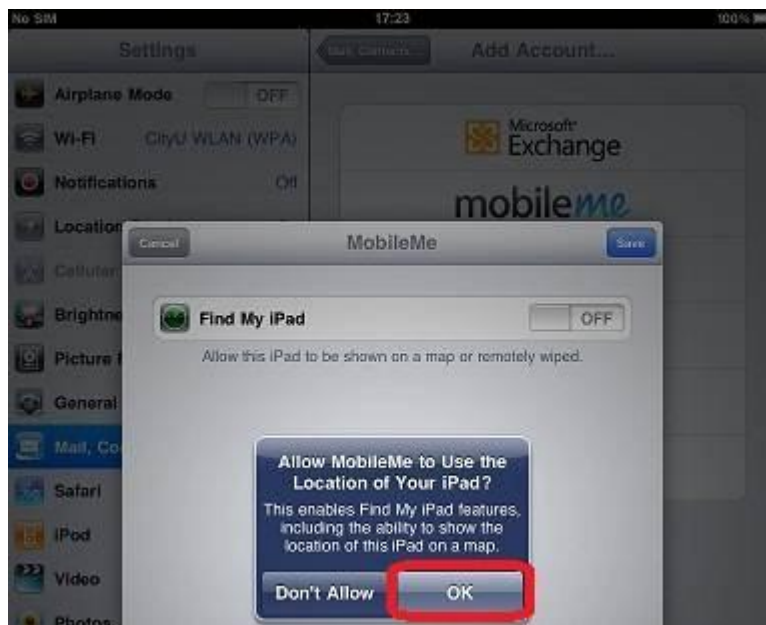 No SIM 17:23 100%
Settings Add Account...
Airplane Mode OFF
Microsoft
Exchange
Wi-Fi CityU WLAN (WPA)
Notifications Off
mobileme
Location
Cancel MobileMe Save
Cellular
Brightne
Find My iPad OFF
Picture f
Allow this iPad to be shown on a map or remotely wiped.
General
Mail, Co
Allow MobileMe to Use the
Location of Your iPad?
Safari
This enables Find My iPad features,
including the ability to show the
location of this iPad on a map.
iPod
Video
Don't Allow OK
Photos